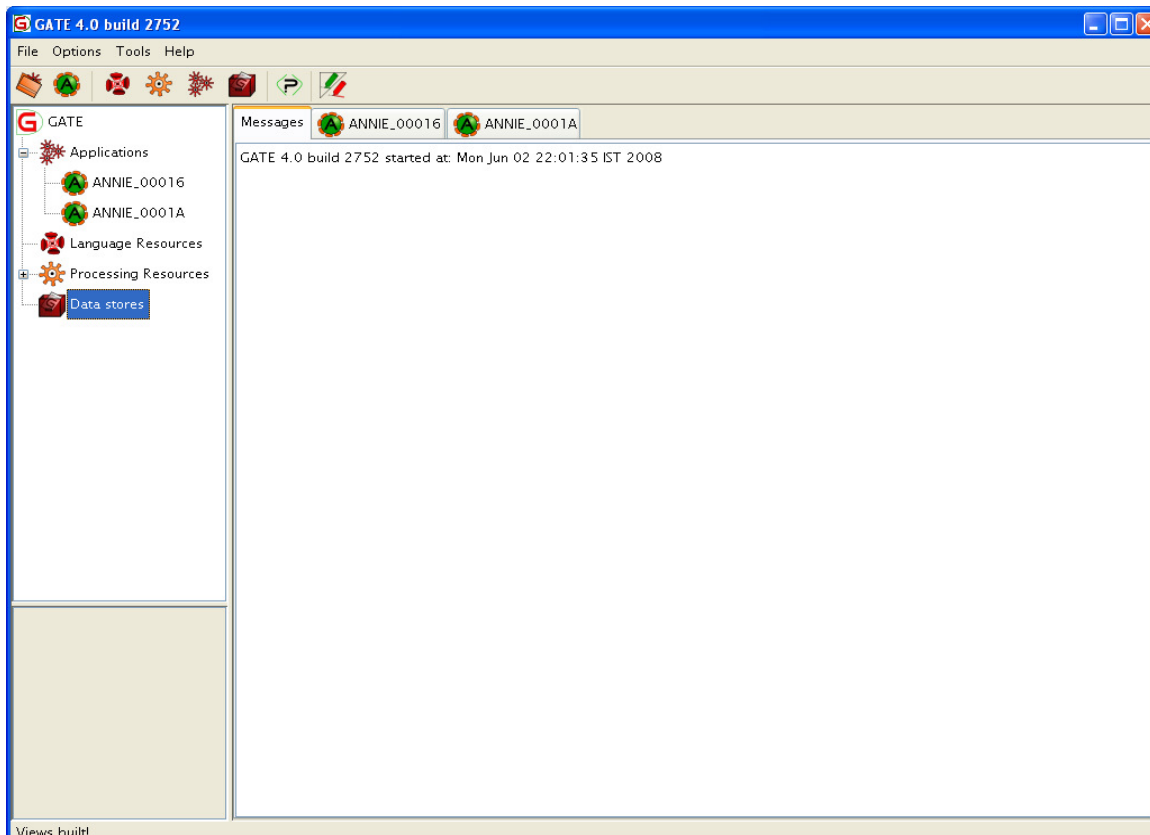 GATE 4.0 build 2752
File Options Tools Help
GATE
Applications
ANNIE_00016
ANNIE_0001A
Language Resources
Processing Resources
Data stores
Messages ANNIE_00016 ANNIE_0001A
GATE 4.0 build 2752 started at: Mon Jun 02 22:01:35 IST 2008
Views built!